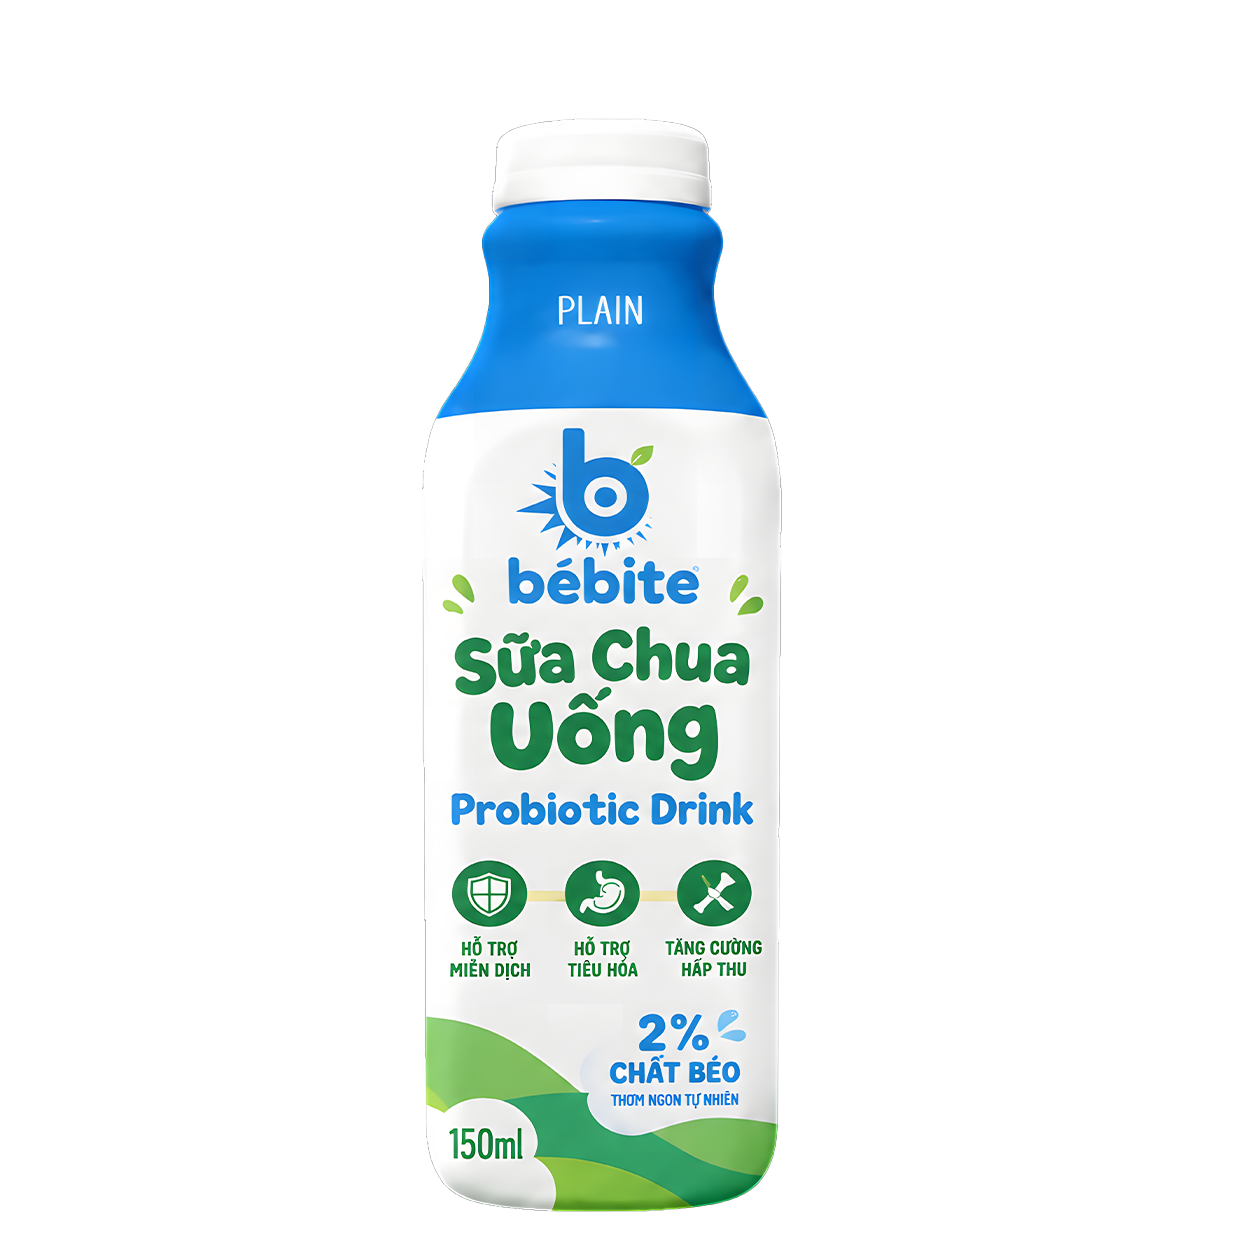 PLAIN
bébite
Sữa Chua
Uống
Probiotic Drink
HỖ TRỢ
MIỄN DỊCH
HỖ TRỢ
TIÊU HÓA
TĂNG CƯỜNG
HẤP THU
2%
CHẤT BÉO
THƠM NGON TỰ NHIÊN
150ml